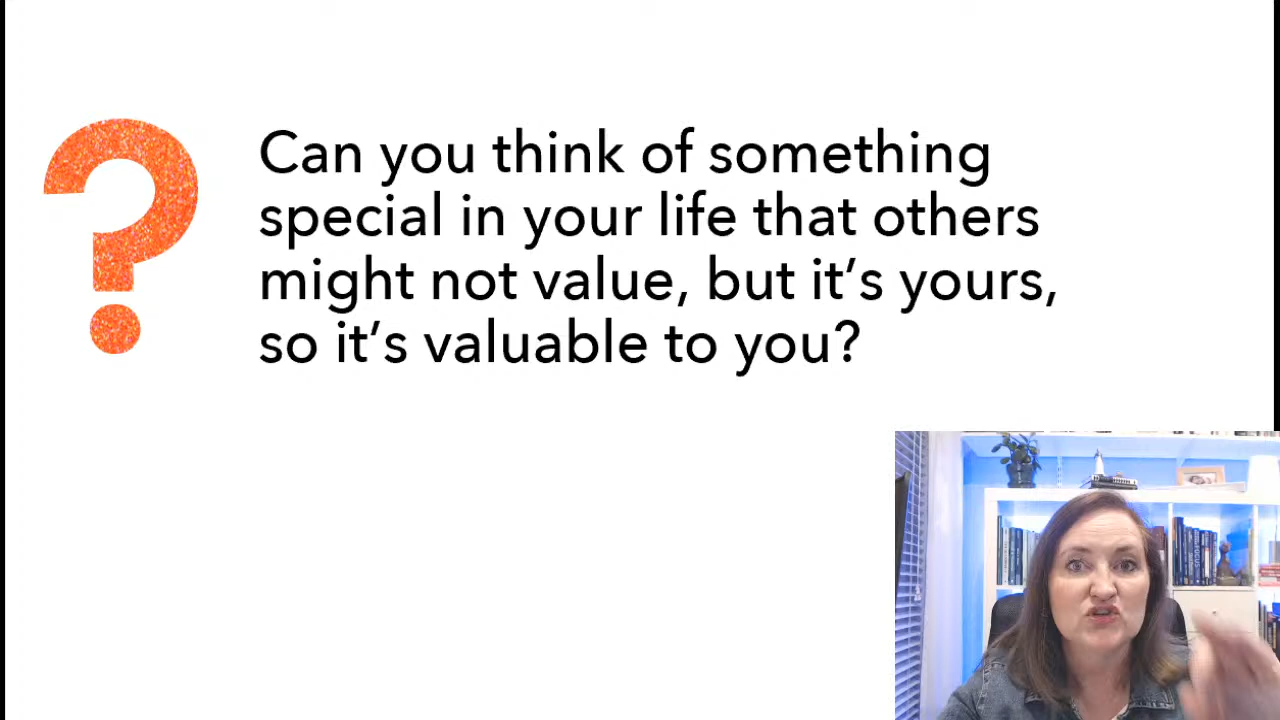 ?
Can you think of something
special in your life that others
might not value, but it’s yours,
so it’s valuable to you?